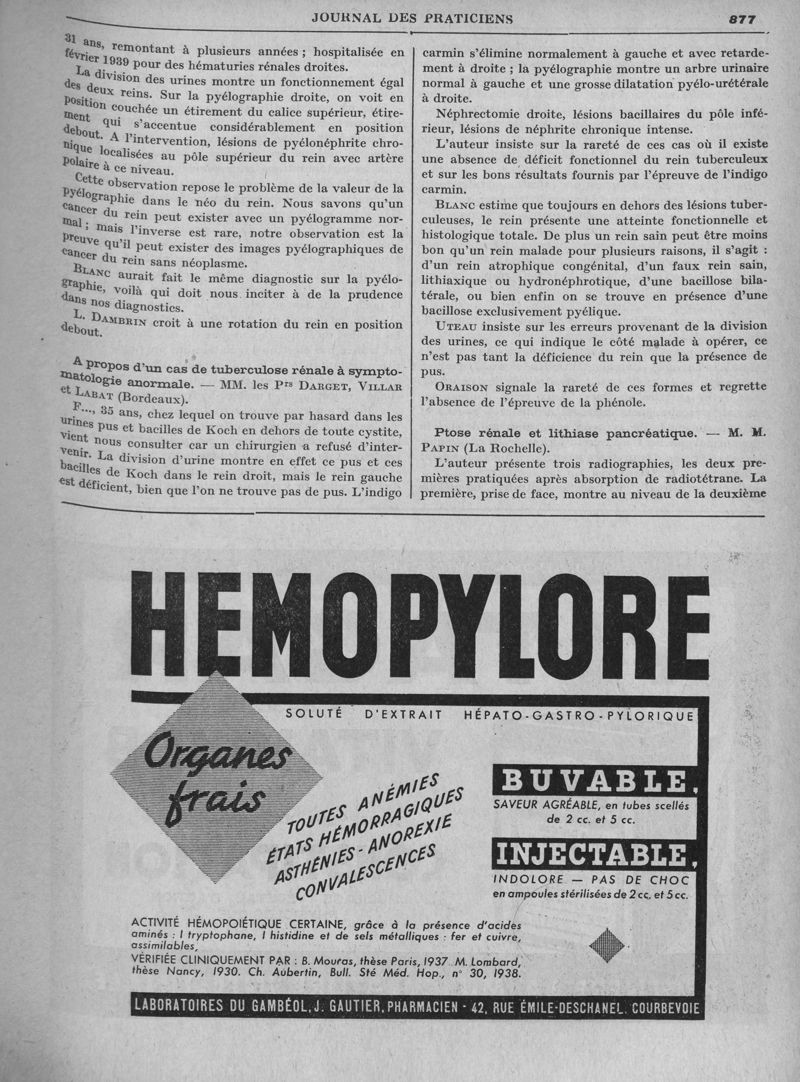 JOURNAL DES PRATICIENS
877
31 ans, remontant à plusieurs années ; hospitalisée en
février 1939 pour des hématuries rénales droites.
La division des urines montre un fonctionnement égal
des deux reins. Sur la pyélographie droite, on voit en
position couchée un étirement du calice supérieur, étire-
ment qui s'accentue considérablement en position
debout. A l'intervention, lésions de pyélonéphrite chro-
nique localisées au pôle supérieur du rein avec artère
polaire à ce niveau.
Cette observation repose le problème de la valeur de la
pyélographie dans le néo du rein. Nous savons qu'un
cancer du rein peut exister avec un pyélogramme nor-
mal ; mais l'inverse est rare, notre observation est la
preuve qu'il peut exister des images pyélographiques de
cancer du rein sans néoplasme.
BLANC aurait fait le même diagnostic sur la pyélo-
graphie, voilà qui doit nous inciter à de la prudence
dans nos diagnostics.
L. DAMBRIN croit à une rotation du rein en position
debout.
A propos d'un cas de tuberculose rénale à sympto-
matologie anormale. — MM. les Prs DARGET, VILLAR
et LABAT (Bordeaux).
F..., 35 ans, chez lequel on trouve par hasard dans les
urines pus et bacilles de Koch en dehors de toute cystite,
vient nous consulter car un chirurgien a refusé d'inter-
venir. La division d'urine montre en effet ce pus et ces
bacilles de Koch dans le rein droit, mais le rein gauche
est déficient, bien que l'on ne trouve pas de pus. L'indigo
carmin s'élimine normalement à gauche et avec retarde-
ment à droite ; la pyélographie montre un arbre urinaire
normal à gauche et une grosse dilatation pyélo-urétérale
à droite.
Néphrectomie droite, lésions bacillaires du pôle infé-
rieur, lésions de néphrite chronique intense.
L'auteur insiste sur la rareté de ces cas où il existe
une absence de déficit fonctionnel du rein tuberculeux
et sur les bons résultats fournis par l'épreuve de l'indigo
carmin.
BLANC estime que toujours en dehors des lésions tuber-
culeuses, le rein présente une atteinte fonctionnelle et
histologique totale. De plus un rein sain peut être moins
bon qu'un rein malade pour plusieurs raisons, il s'agit :
d'un rein atrophique congénital, d'un faux rein sain,
lithiaxique ou hydronéphrotique, d'une bacillose bila-
térale, ou bien enfin on se trouve en présence d'une
bacillose exclusivement pyélique.
UTEAU insiste sur les erreurs provenant de la division
des urines, ce qui indique le côté malade à opérer, ce
n'est pas tant la déficience du rein que la présence de
pus.
ORAISON signale la rareté de ces formes et regrette
l'absence de l'épreuve de la phénole.
Ptose rénale et lithiase pancréatique. — M. M.
PAPIN (La Rochelle).
L'auteur présente trois radiographies, les deux pre-
mières pratiquées après absorption de radiotétrane. La
première, prise de face, montre au niveau de la deuxième
HEMOPYLORE
SOLUTÉ D'EXTRAIT HÉPATO-GASTRO-PYLORIQUE
Organes
frais
TOUTES ANÉMIES
ÉTATS HÉMORRAGIQUES
ASTHÉNIES - ANOREXIE
CONVALESCENCES
BUVABLE,
SAVEUR AGRÉABLE, en tubes scellés
de 2 cc. et 5 cc.
INJECTABLE,
INDOLORE — PAS DE CHOC
en ampoules stérilisées de 2 cc. et 5 cc.
ACTIVITÉ HÉMOPOIÉTIQUE CERTAINE, grâce à la présence d'acides
aminés : l tryptophane, l histidine et de sels métalliques : fer et cuivre,
assimilables,
VÉRIFIÉE CLINIQUEMENT PAR : B. Mouras, thèse Paris, 1937 M. Lombard,
thèse Nancy, 1930. Ch. Aubertin, Bull. Sté Méd. Hop., n° 30, 1938.
LABORATOIRES DU GAMBÉOL, J. GAUTIER, PHARMACIEN - 42, RUE ÉMILE-DESCHANEL. COURBEVOIE